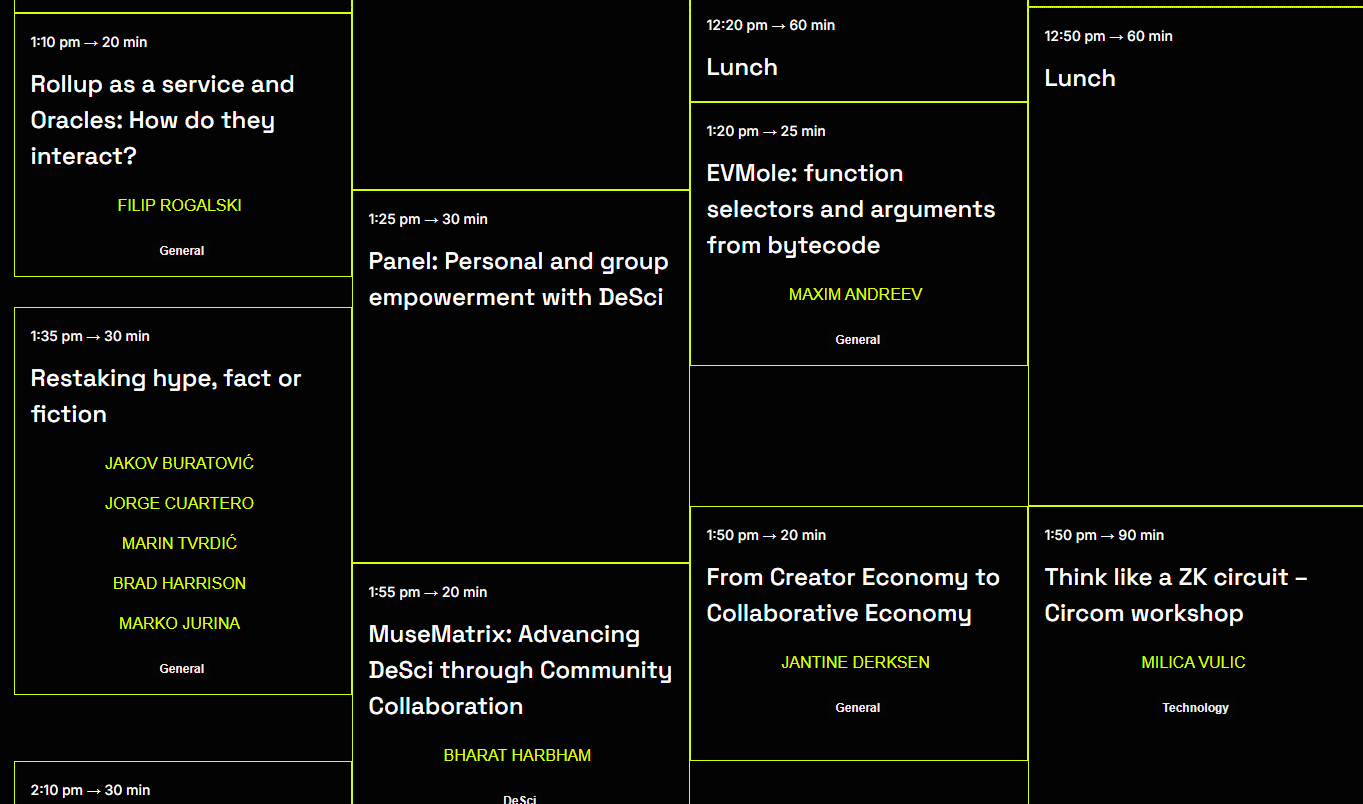 1:10 pm → 20 min
Rollup as a service and
Oracles: How do they
interact?
FILIP ROGALSKI
General
1:35 pm → 30 min
Restaking hype, fact or
fiction
JAKOV BURATOVIĆ
JORGE CUARTERO
MARIN TVRDIĆ
BRAD HARRISON
MARKO JURINA
General
2:10 pm → 30 min
1:25 pm → 30 min
Panel: Personal and group
empowerment with DeSci
1:55 pm → 20 min
MuseMatrix: Advancing
DeSci through Community
Collaboration
BHARAT HARBHAM
DeSci
12:20 pm → 60 min
Lunch
1:20 pm → 25 min
EVMole: function
selectors and arguments
from bytecode
MAXIM ANDREEV
General
1:50 pm → 20 min
From Creator Economy to
Collaborative Economy
JANTINE DERKSEN
General
12:50 pm → 60 min
Lunch
1:50 pm → 90 min
Think like a ZK circuit –
Circom workshop
MILICA VULIC
Technology